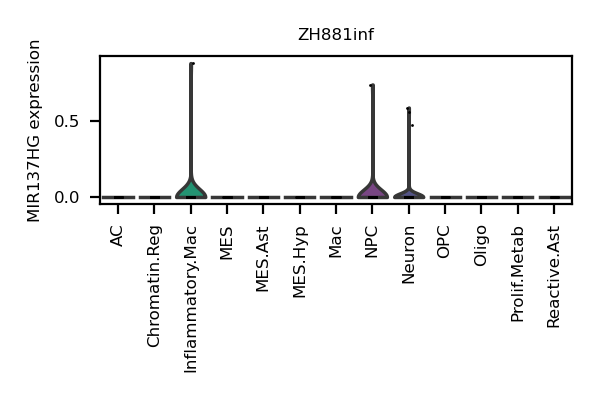 ZH881inf
MIR137HG expression
0.5
0.0
AC
Chromatin.Reg
Inflammatory.Mac
MES
MES.Ast
MES.Hyp
Mac
NPC
Neuron
OPC
Oligo
Prolif.Metab
Reactive.Ast